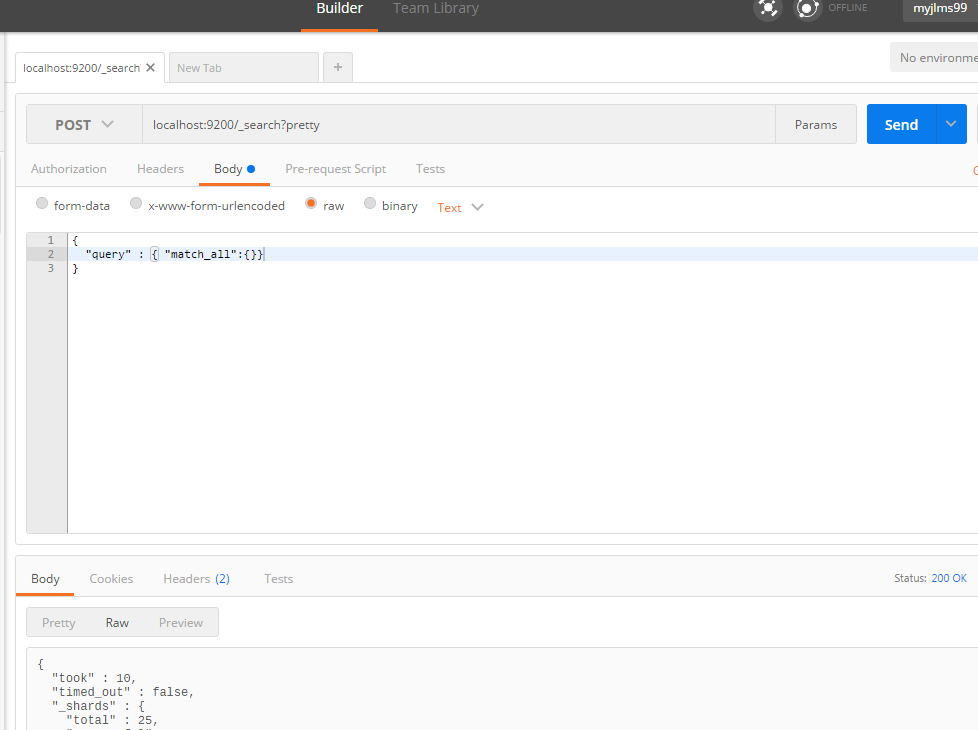 Builder Team Library OFFLINE myjlms99
localhost:9200/_search New Tab + No environme
POST localhost:9200/_search?pretty Params Send
Authorization Headers Body Pre-request Script Tests
form-data x-www-form-urlencoded raw binary Text
1 {
2 "query" : { "match_all":{}}
3 }
Body Cookies Headers (2) Tests Status: 200 OK
Pretty Raw Preview
{
"took" : 10,
"timed_out" : false,
"_shards" : {
"total" : 25,